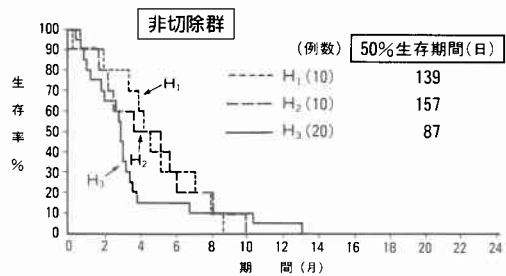 非切除群
(例数) 50%生存期間(日)
H₁(10) 139
H₂(10) 157
H₃(20) 87
生存率%
100
90
80
70
60
50
40
30
20
10
0
H₁
H₂
H₃
0 2 4 6 8 10 12 14 16 18 20 22 24
期 間(月)